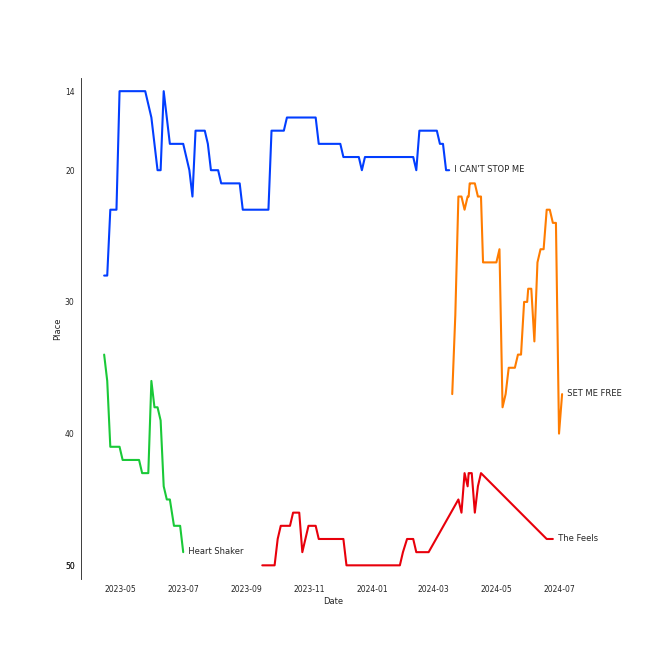 14
20
30
40
50
Place
I CAN'T STOP ME
SET ME FREE
The Feels
Heart Shaker
2023-05 2023-07 2023-09 2023-11 2024-01 2024-03 2024-05 2024-07
Date